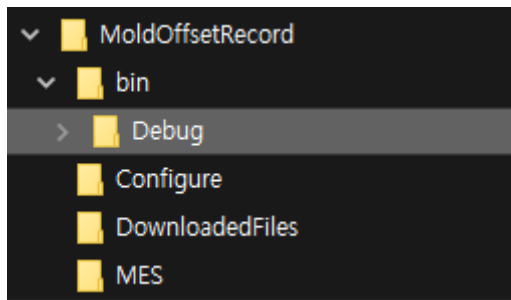 MoldOffsetRecord
bin
Debug
Configure
DownloadedFiles
MES